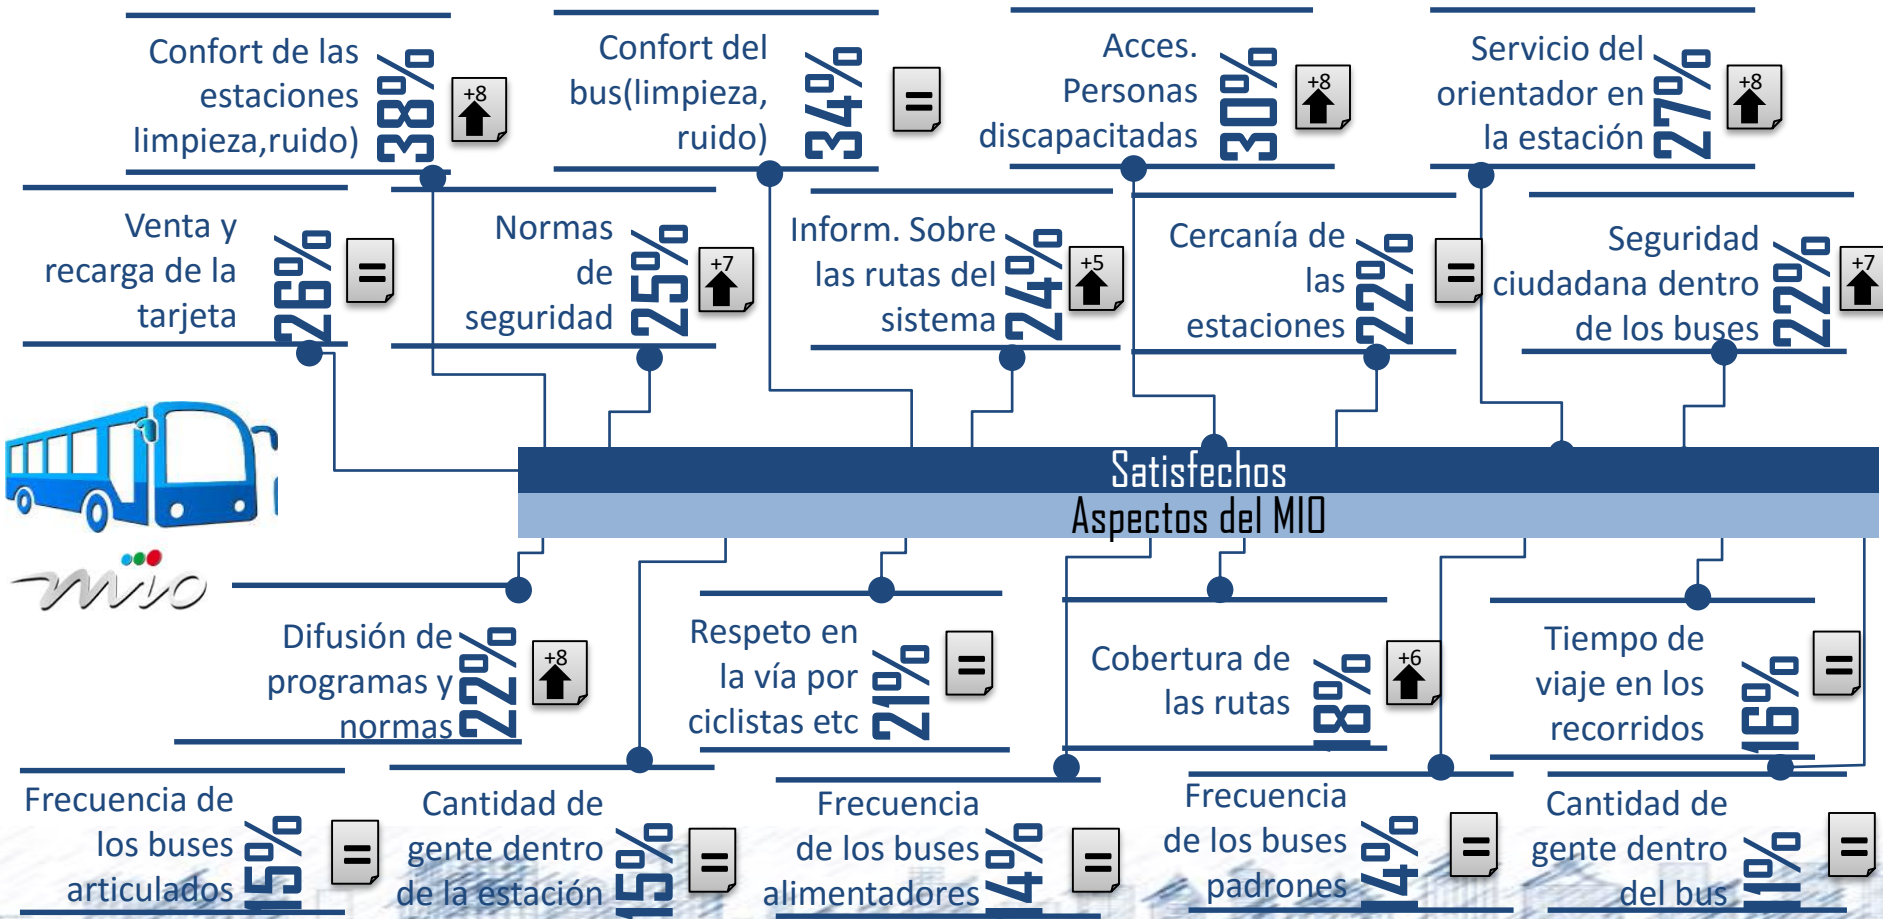 Confort de las
estaciones
limpieza,ruido)
38%
+8
Confort del
bus(limpieza,
ruido)
34%
=
Acces.
Personas
discapacitadas
30%
+8
Servicio del
orientador en
la estación
27%
+8
Venta y
recarga de la
tarjeta
26%
=
Normas
de
seguridad
25%
+7
Inform. Sobre
las rutas del
sistema
24%
+5
Cercanía de
las
estaciones
22%
=
Seguridad
ciudadana dentro
de los buses
22%
+7
Satisfechos
Aspectos del MIO
mio
Difusión de
programas y
normas
22%
+8
Respeto en
la vía por
ciclistas etc
21%
=
Cobertura de
las rutas
18%
+6
Tiempo de
viaje en los
recorridos
16%
=
Frecuencia de
los buses
articulados
15%
=
Cantidad de
gente dentro
de la estación
15%
=
Frecuencia
de los buses
alimentadores
14%
=
Frecuencia
de los buses
padrones
14%
=
Cantidad de
gente dentro
del bus
11%
=